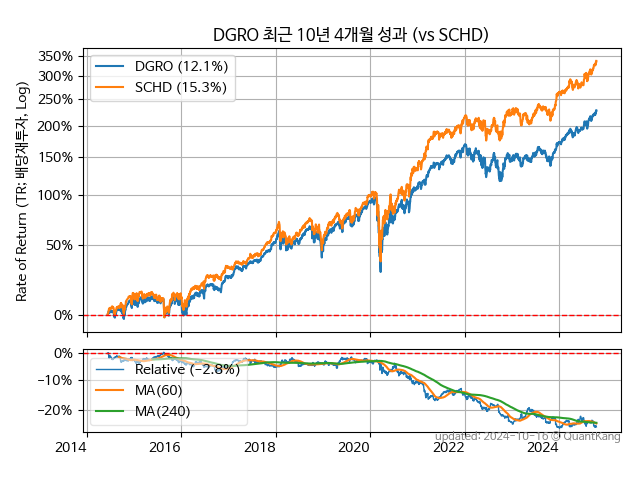 DGRO 최근 10년 4개월 성과 (vs SCHD)
Rate of Return (TR; 배당재투자, Log)
350%
300%
250%
200%
150%
100%
50%
0%
DGRO (12.1%)
SCHD (15.3%)
0%
−10%
−20%
Relative (−2.8%)
MA(60)
MA(240)
2014 2016 2018 2020 2022 2024
updated: 2024-10-16 © QuantKang